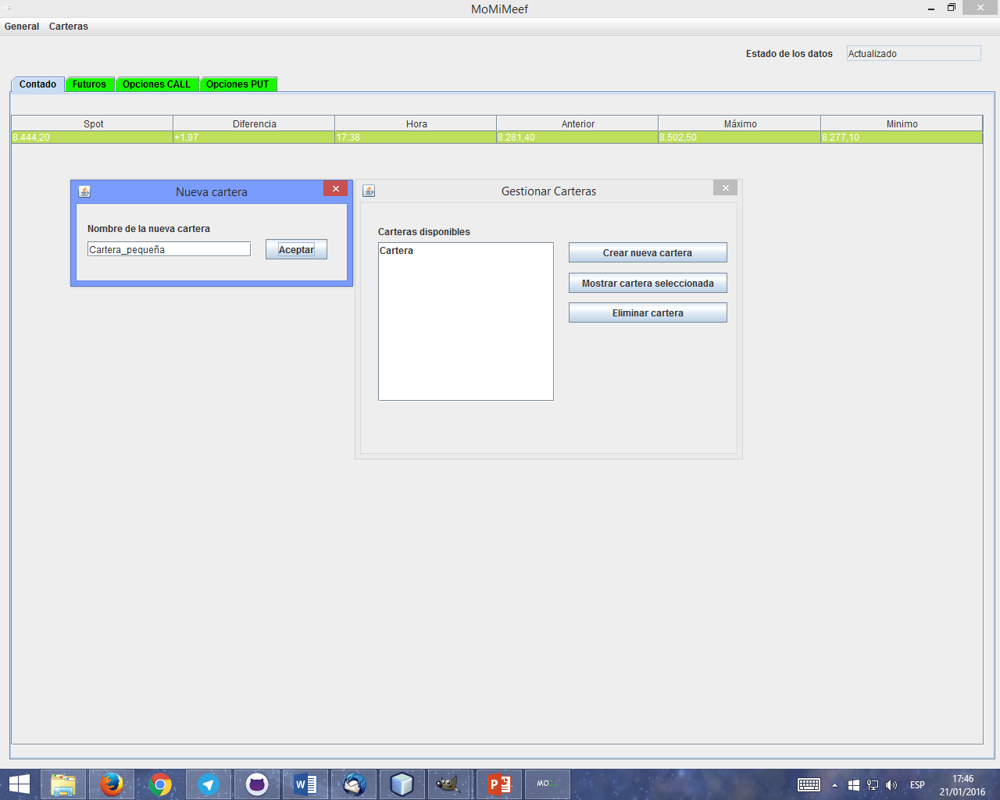 MoMiMeef
General Carteras
Estado de los datos Actualizado
Contado Futuros Opciones CALL Opciones PUT
Spot Diferencia Hora Anterior Máximo Minimo
8.444,20 +1,97 17:38 8.281,40 8.502,50 8.277,10
Nueva cartera
Nombre de la nueva cartera
Cartera_pequeña Aceptar
Gestionar Carteras
Carteras disponibles
Cartera
Crear nueva cartera
Mostrar cartera seleccionada
Eliminar cartera
ESP
17:46
21/01/2016